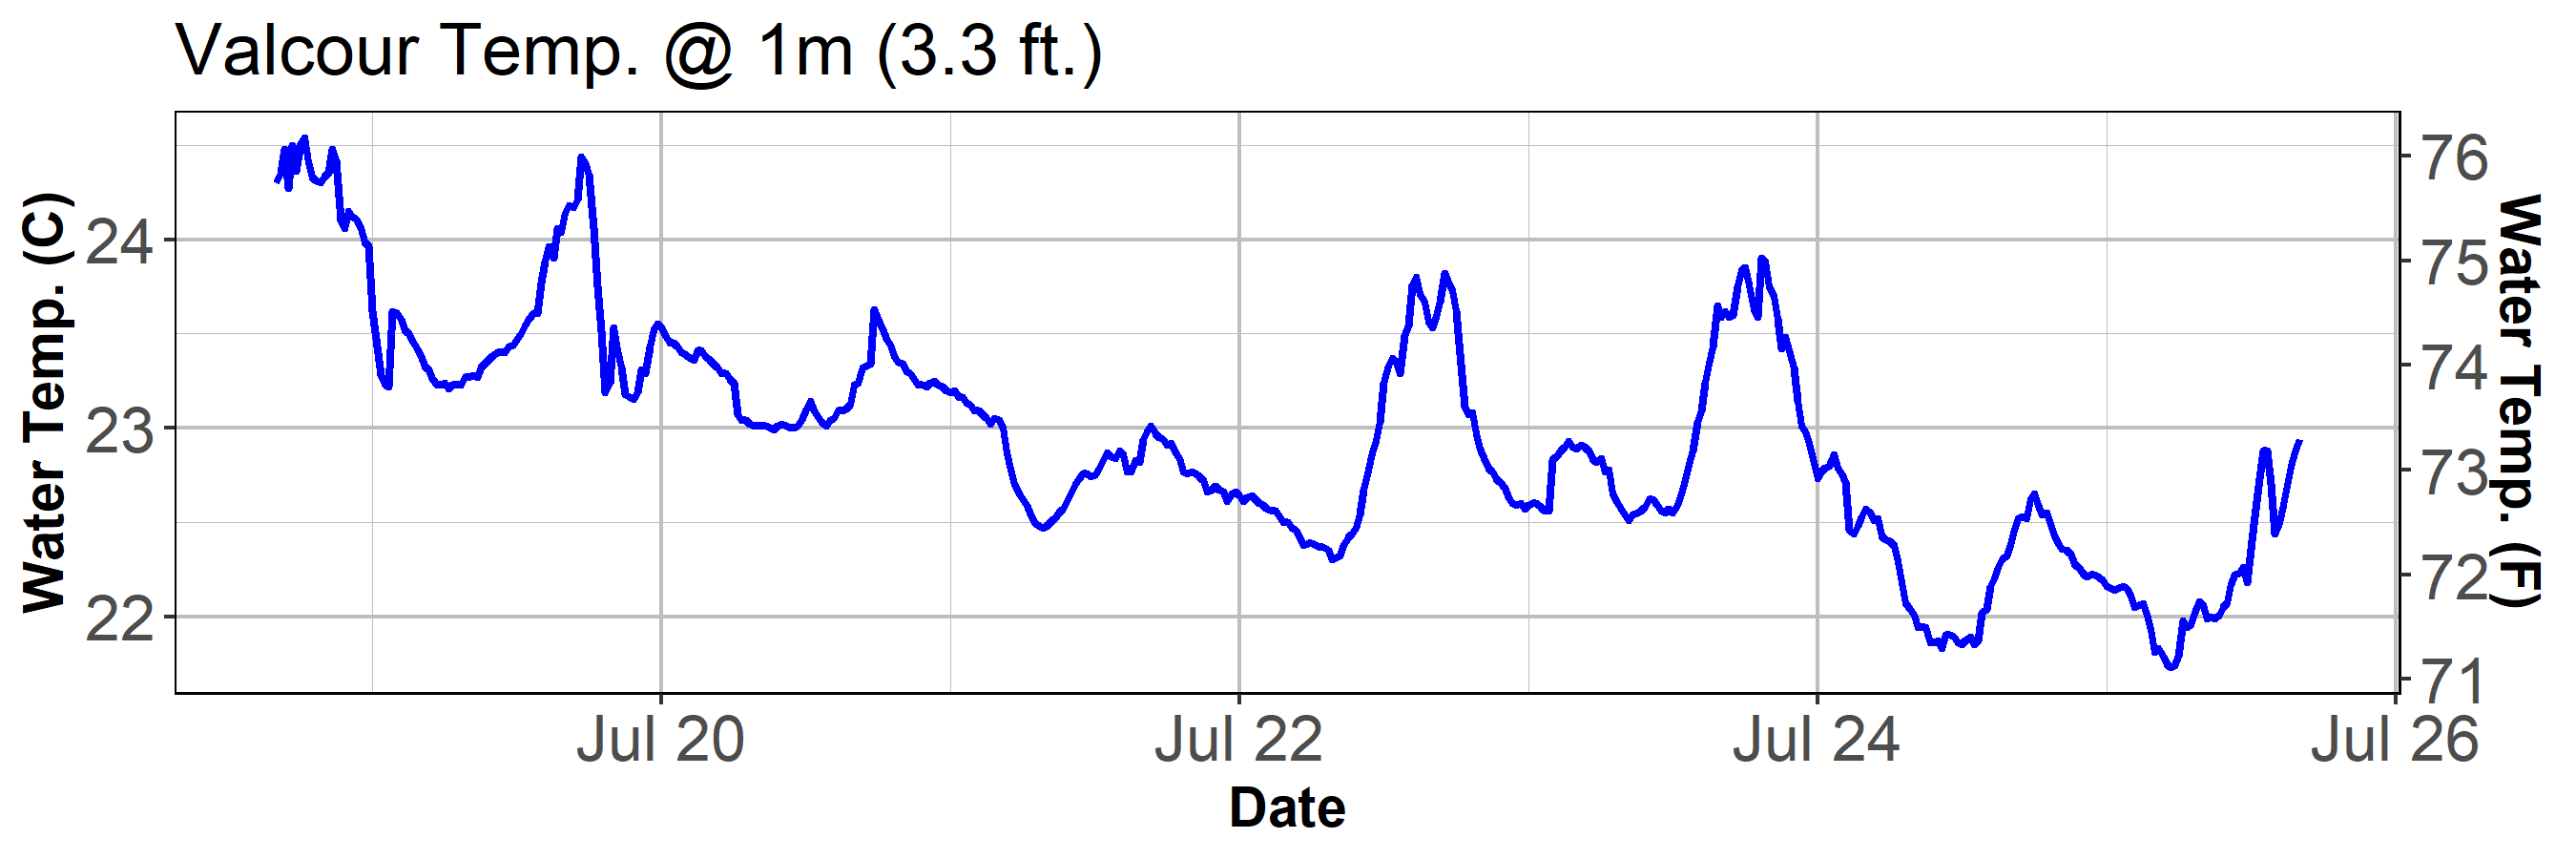 Valcour Temp. @ 1m (3.3 ft.)
Water Temp. (C)
24
23
22
76
75
74
73
72
71
Water Temp. (F)
Jul 20
Jul 22
Jul 24
Jul 26
Date